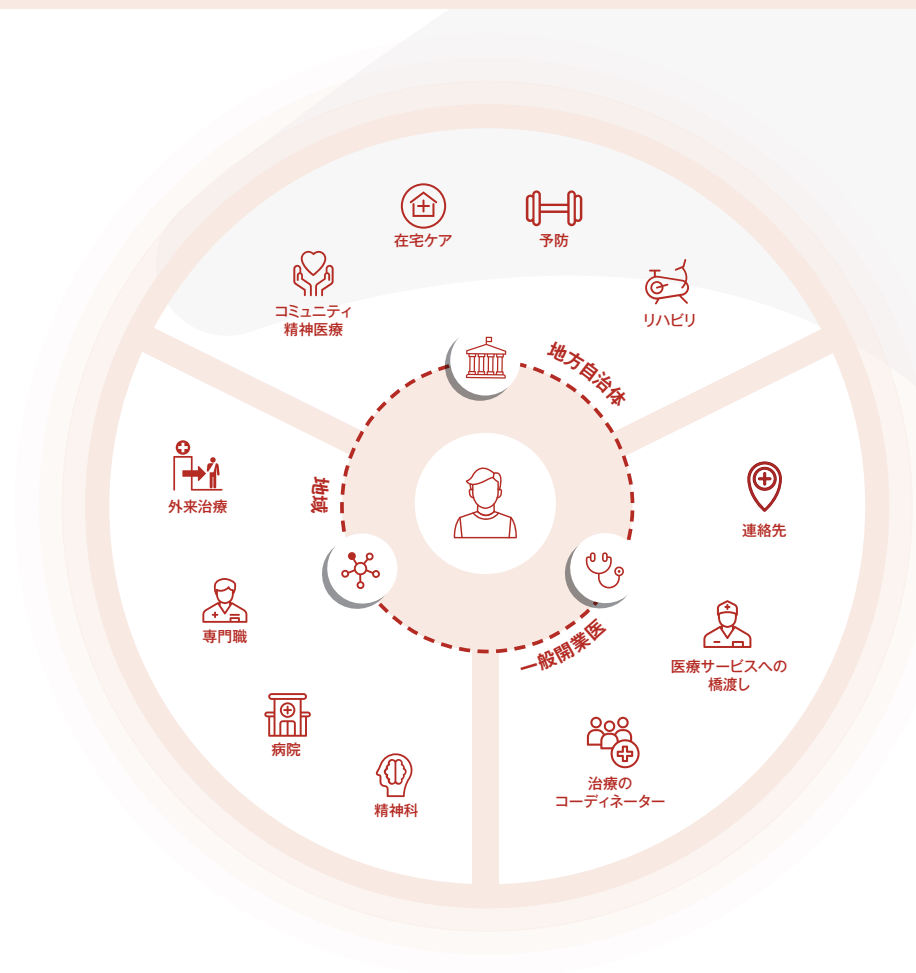 在宅ケア
予防
コミュニティ
精神医療
リハビリ
地方自治体
外来治療
地域
連絡先
専門職
一般開業医
医療サービスへの
橋渡し
病院
精神科
治療の
コーディネーター